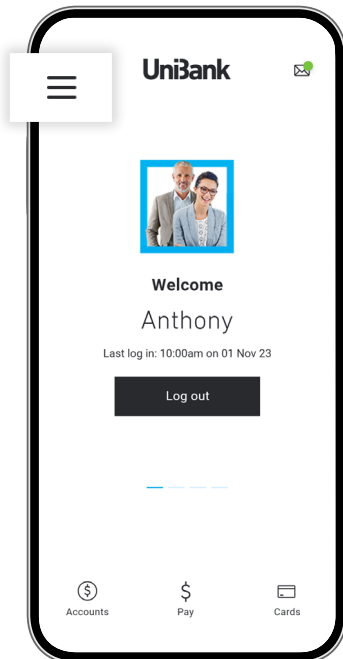 UniBank
Welcome
Anthony
Last log in: 10:00am on 01 Nov 23
Log out
Accounts
Pay
Cards